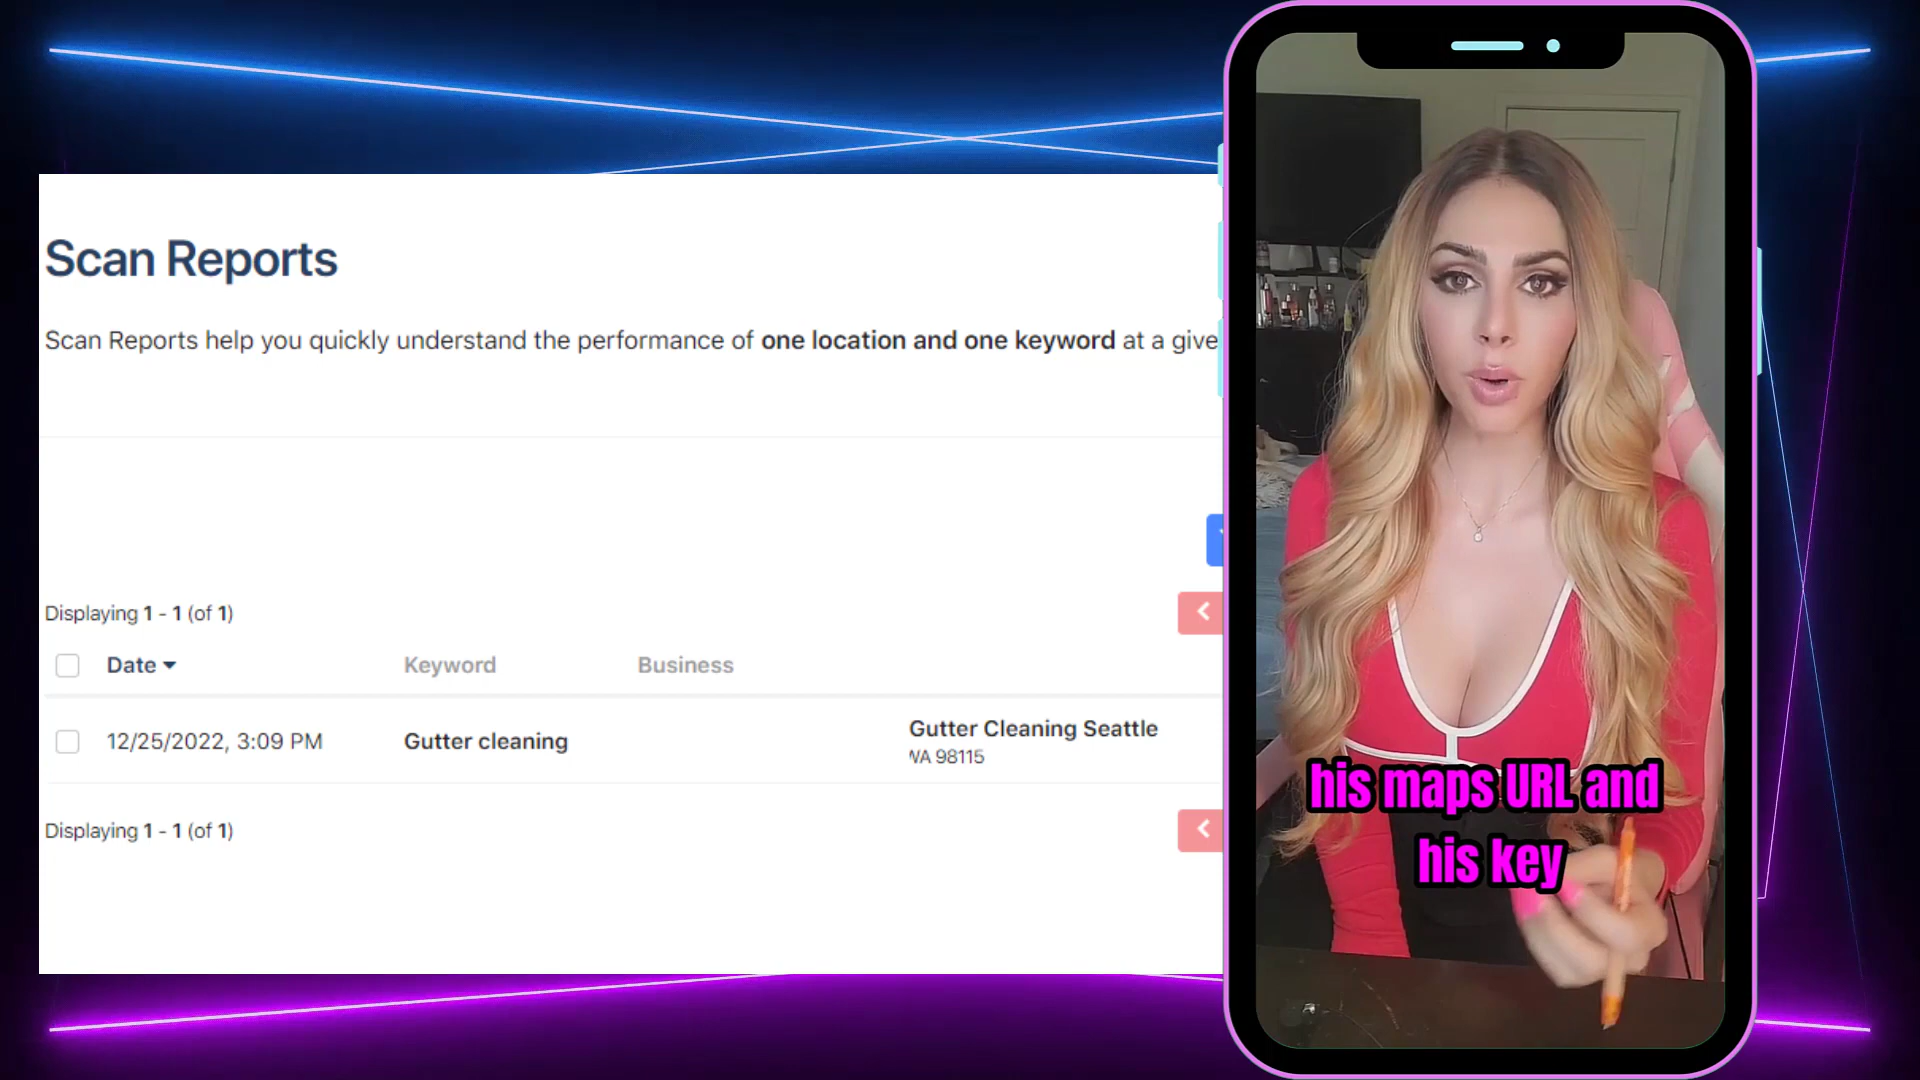 Scan Reports
Scan Reports help you quickly understand the performance of one location and one keyword at a give
Displaying 1 - 1 (of 1)
Date Keyword Business
12/25/2022, 3:09 PM Gutter cleaning Gutter Cleaning Seattle
WA 98115
Displaying 1 - 1 (of 1)
his maps URL and
his key